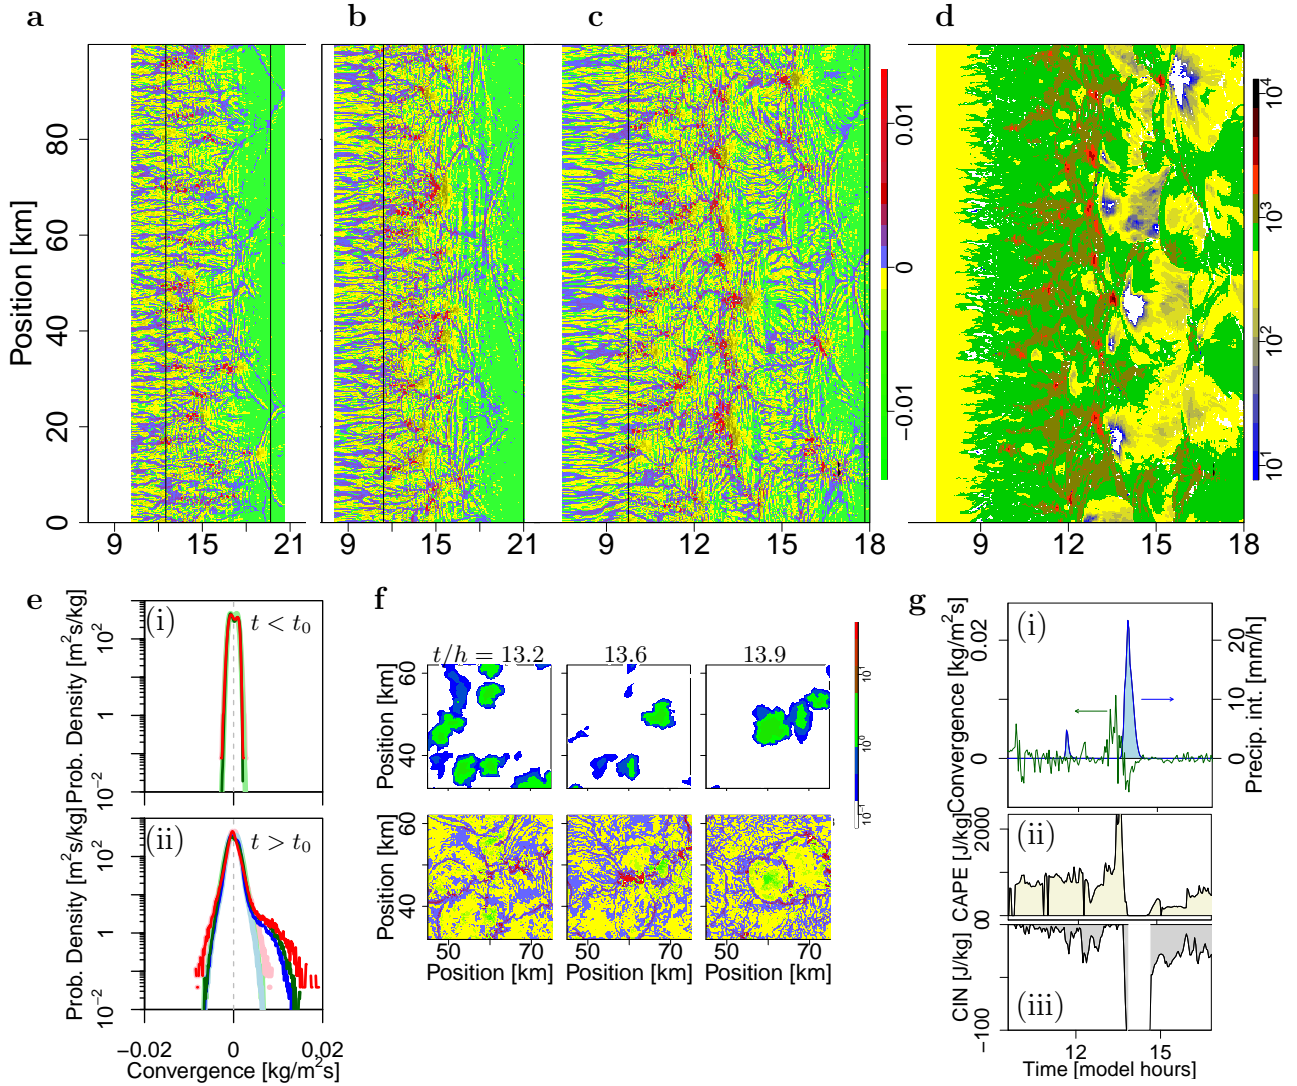 a
b
c
d
Position [km]
0
20
40
60
80
9
15
21
9
15
21
9
12
15
18
0.01
0
−0.01
9
12
15
18
10^4
10^3
10^2
10^1
e
Prob. Density [m²s/kg]
10^2
1
10^−2
(i)
t < t₀
Prob. Density [m²s/kg]
10^2
1
10^−2
(ii)
t > t₀
−0.02
0
0.02
Convergence [kg/m²s]
f
t/h = 13.2
13.6
13.9
Position [km]
60
40
10^1
10^0
10^−1
Position [km]
60
40
50
70
50
70
50
70
Position [km]
Position [km]
Position [km]
g
Convergence [kg/m²s]
0.02
0
(i)
Precip. int. [mm/h]
20
10
0
CAPE [J/kg]
2000
0
(ii)
CIN [J/kg]
0
−100
(iii)
12
15
Time [model hours]